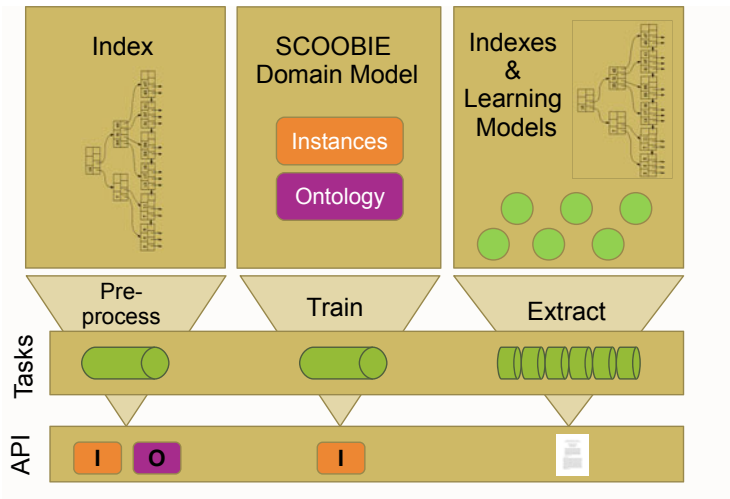 Index
SCOOBIE
Domain Model
Instances
Ontology
Indexes
&
Learning
Models
Pre-
process
Train
Extract
Tasks
API
I
O
I